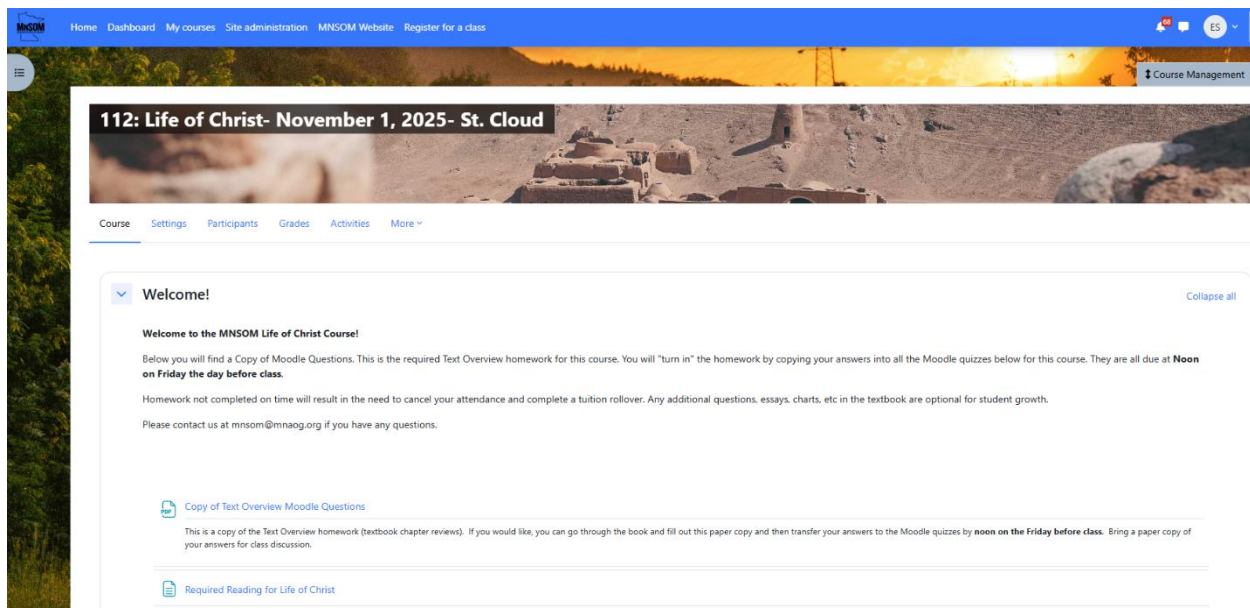 MNSOM
Home Dashboard My courses Site administration MNSOM Website Register for a class
68
ES
Course Management
112: Life of Christ- November 1, 2025- St. Cloud
Course Settings Participants Grades Activities More
Welcome!
Collapse all
Welcome to the MNSOM Life of Christ Course!
Below you will find a Copy of Moodle Questions. This is the required Text Overview homework for this course. You will "turn in" the homework by copying your answers into all the Moodle quizzes below for this course. They are all due at Noon
on Friday the day before class.
Homework not completed on time will result in the need to cancel your attendance and complete a tuition rollover. Any additional questions, essays, charts, etc in the textbook are optional for student growth.
Please contact us at mnsom@mnaog.org if you have any questions.
PDF
Copy of Text Overview Moodle Questions
This is a copy of the Text Overview homework (textbook chapter reviews). If you would like, you can go through the book and fill out this paper copy and then transfer your answers to the Moodle quizzes by noon on the Friday before class. Bring a paper copy of
your answers for class discussion.
Required Reading for Life of Christ